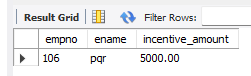 Result Grid Filter Rows:
empno ename incentive_amount
106 pqr 5000.00